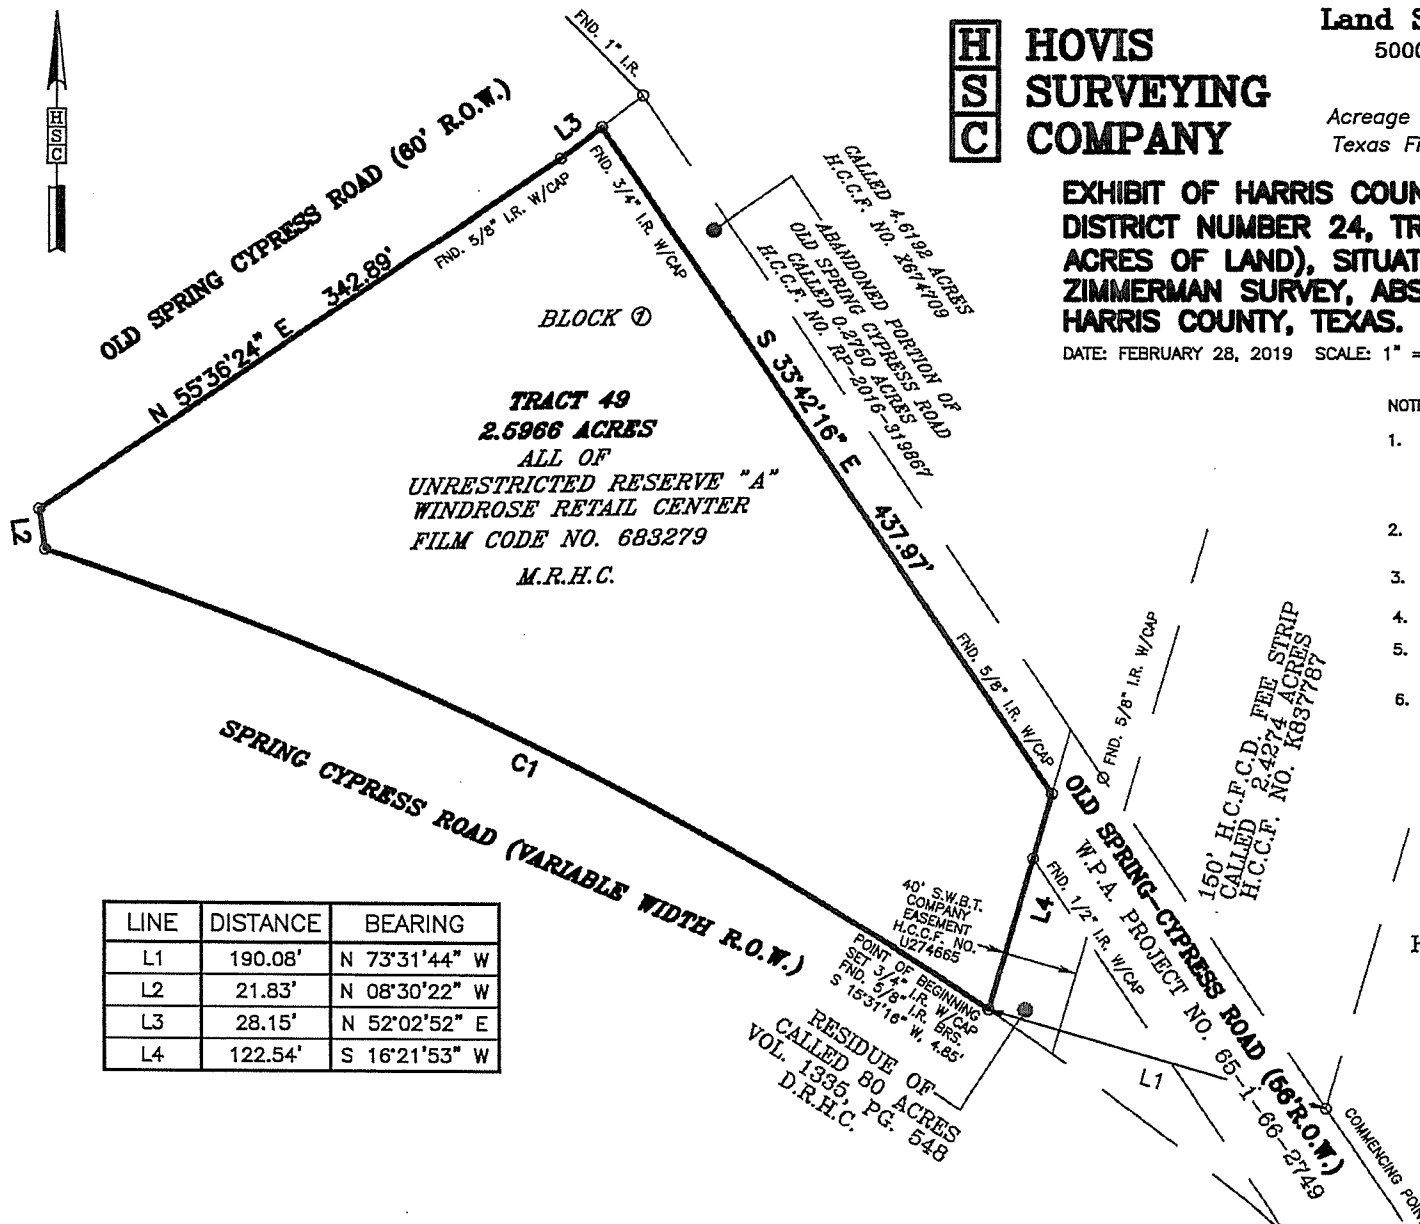 H HOVIS
S SURVEYING
C COMPANY
Land S
5000
Acreage
Texas Fi
EXHIBIT OF HARRIS COUN
DISTRICT NUMBER 24, TR
ACRES OF LAND), SITUAT
ZIMMERMAN SURVEY, ABS
HARRIS COUNTY, TEXAS.
DATE: FEBRUARY 28, 2019 SCALE: 1" =
NOTE
1.
2.
3.
4.
5.
6.
H
S
C
FND. 1" I.R.
OLD SPRING CYPRESS ROAD (60' R.O.W.)
L3
N 55°36'24" E 342.89'
FND. 5/8" I.R. W/CAP
FND. 3/4" I.R. W/CAP
CALLED 4.6192 ACRES
H.C.C.F. NO. X674709
ABANDONED PORTION OF
OLD SPRING CYPRESS ROAD
CALLED 0.2750 ACRES
H.C.C.F. NO. RP-2016-319867
BLOCK 1
TRACT 49
2.5966 ACRES
ALL OF
UNRESTRICTED RESERVE "A"
WINDROSE RETAIL CENTER
FILM CODE NO. 683279
M.R.H.C.
S 33°42'16" E 437.97'
L2
FND. 5/8" I.R. W/CAP
FND. 5/8" I.R. W/CAP
150' H.C.F.C.D. FEE STRIP
CALLED 2.4274 ACRES
H.C.C.F. NO. K837787
C1
SPRING CYPRESS ROAD (VARIABLE WIDTH R.O.W.)
OLD SPRING-CYPRESS ROAD (56'R.O.W.)
W.P.A. PROJECT NO. 65-1-66-2749
FND. 1/2" I.R. W/CAP
L4
40' S.W.B.T.
COMPANY
EASEMENT
H.C.C.F. NO.
U274665
POINT OF BEGINNING
SET 3/4" I.R. W/CAP
FND. 5/8" I.R. BRS.
S 15°31'16" W, 4.85'
RESIDUE OF
CALLED 80 ACRES
VOL. 1335, PG. 548
D.R.H.C.
L1
COMMENCING POIN
LINE DISTANCE BEARING
L1 190.08' N 73°31'44" W
L2 21.83' N 08°30'22" W
L3 28.15' N 52°02'52" E
L4 122.54' S 16°21'53" W